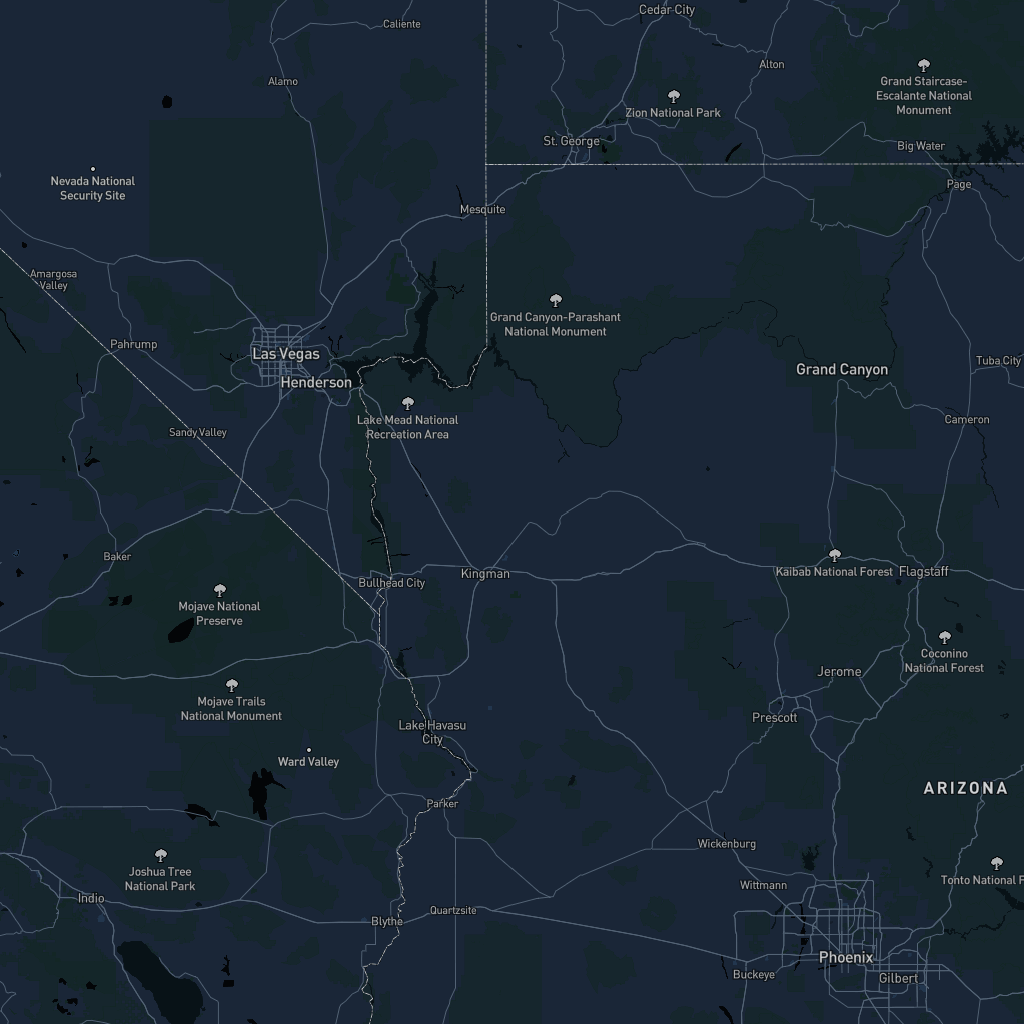 Cedar City
Caliente
Alton
Alamo
Grand Staircase-
Escalante National
Monument
Zion National Park
St. George
Big Water
Nevada National
Security Site
Page
Mesquite
Amargosa
Valley
Grand Canyon-Parashant
National Monument
Pahrump
Las Vegas
Tuba City
Grand Canyon
Henderson
Lake Mead National
Recreation Area
Cameron
Sandy Valley
Baker
Kaibab National Forest
Flagstaff
Kingman
Bullhead City
Mojave National
Preserve
Coconino
National Forest
Jerome
Mojave Trails
National Monument
Prescott
Lake Havasu
City
Ward Valley
ARIZONA
Parker
Wickenburg
Joshua Tree
National Park
Tonto National F
Wittmann
Indio
Quartzsite
Blythe
Phoenix
Buckeye
Gilbert